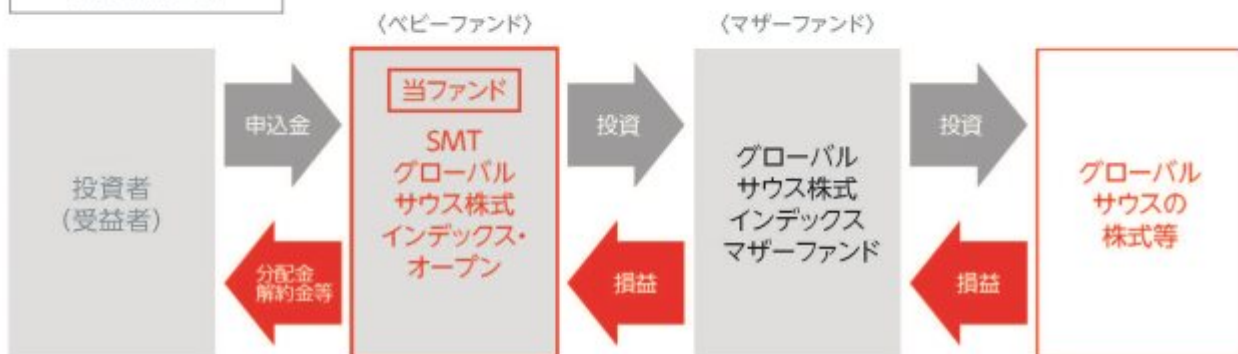 〈ベビーファンド〉
〈マザーファンド〉
投資者
(受益者)
申込金
分配金
解約金等
当ファンド
SMT
グローバル
サウス株式
インデックス・
オープン
投資
損益
グローバル
サウス株式
インデックス
マザーファンド
投資
損益
グローバル
サウスの
株式等